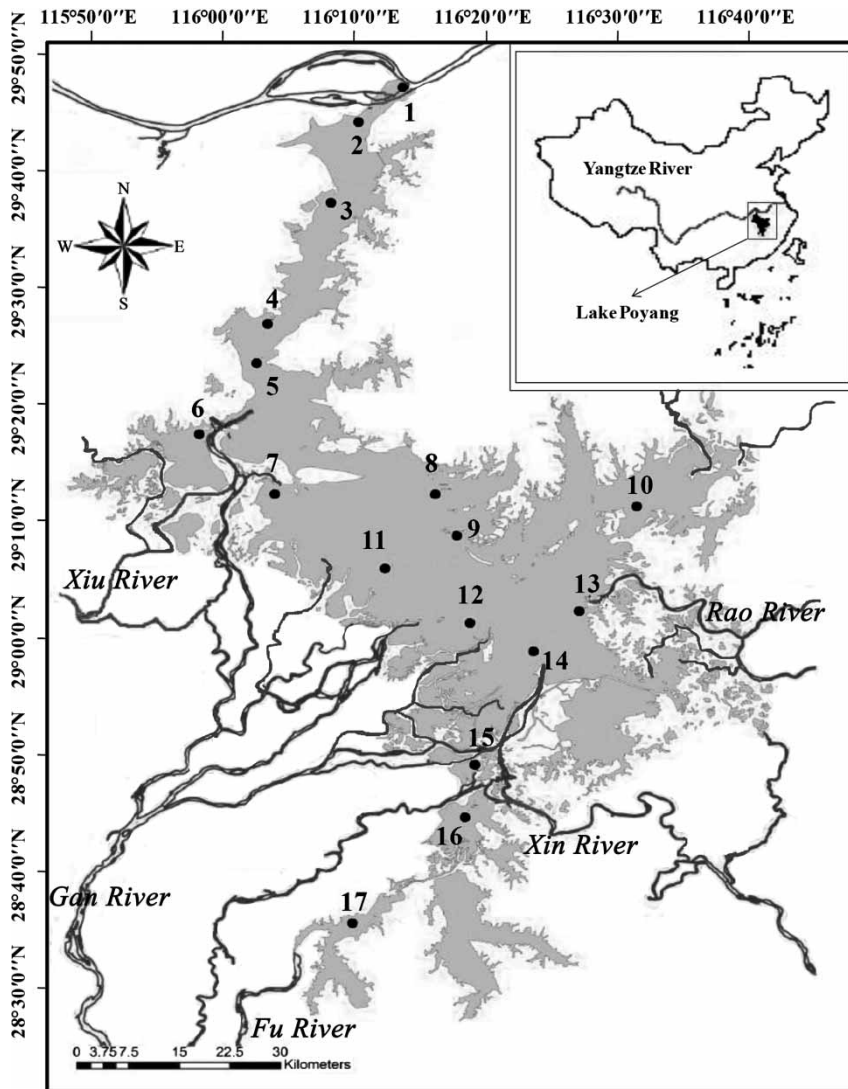 115°50'0''E 116°0'0''E 116°10'0''E 116°20'0''E 116°30'0''E 116°40'0''E
29°50'0''N
29°40'0''N
29°30'0''N
29°20'0''N
29°10'0''N
29°0'0''N
28°50'0''N
28°40'0''N
28°30'0''N
Yangtze River
Lake Poyang
N
W E
S
1
2
3
4
5
6
7
8
9
10
11
12
13
14
15
16
17
Xiu River
Rao River
Xin River
Gan River
Fu River
0 3.75 7.5 15 22.5 30
Kilometers